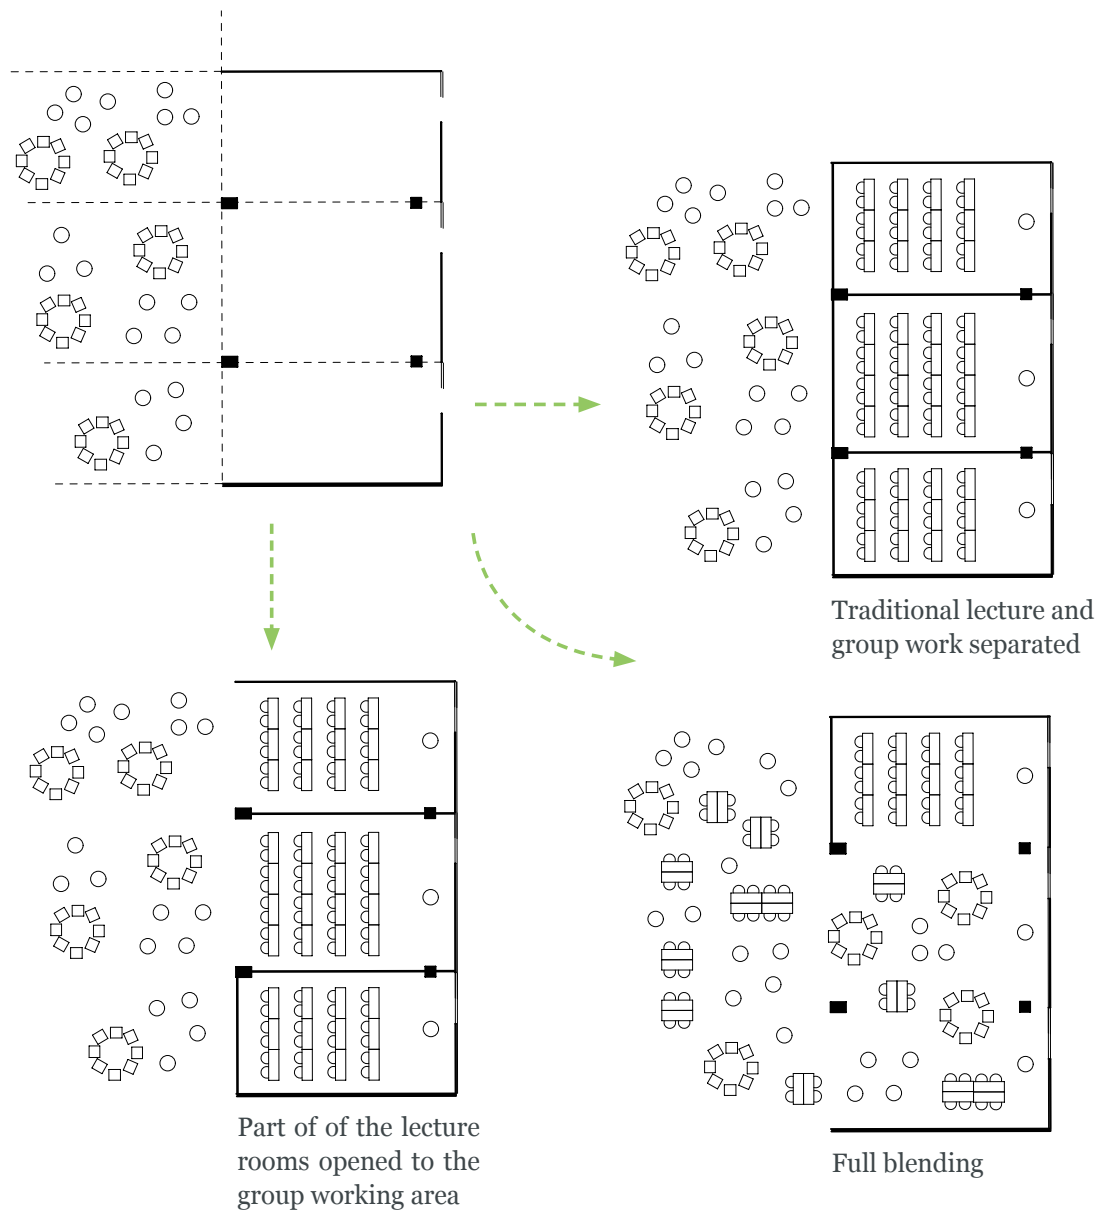 Traditional lecture and
group work separated
Part of of the lecture
rooms opened to the
group working area
Full blending